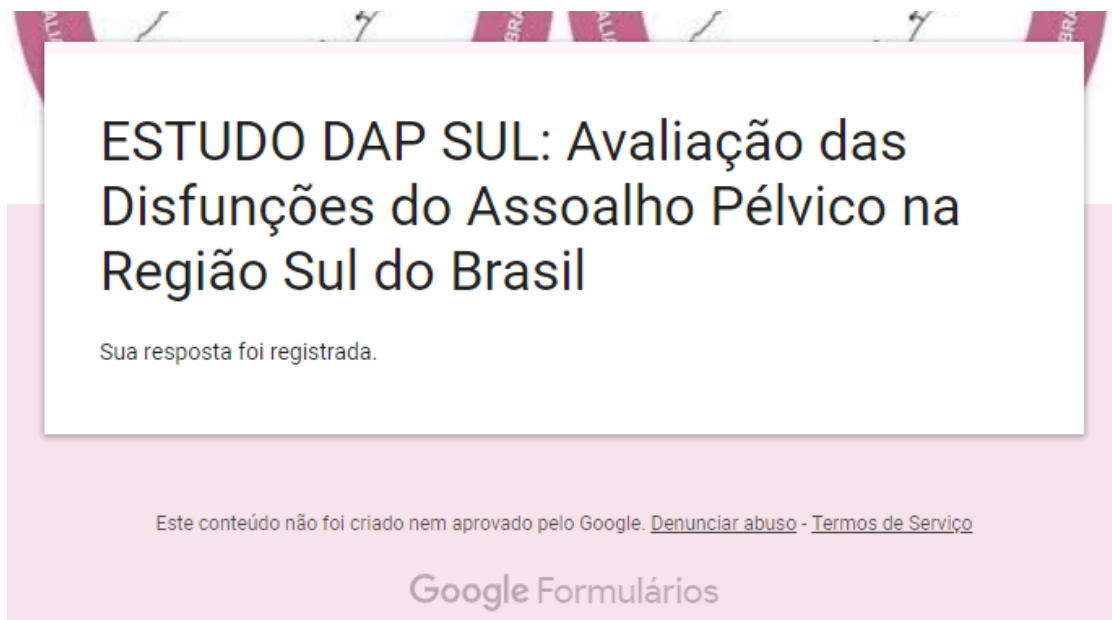 ESTUDO DAP SUL: Avaliação das
Disfunções do Assoalho Pélvico na
Região Sul do Brasil
Sua resposta foi registrada.
Este conteúdo não foi criado nem aprovado pelo Google. Denunciar abuso - Termos de Serviço
Google Formulários